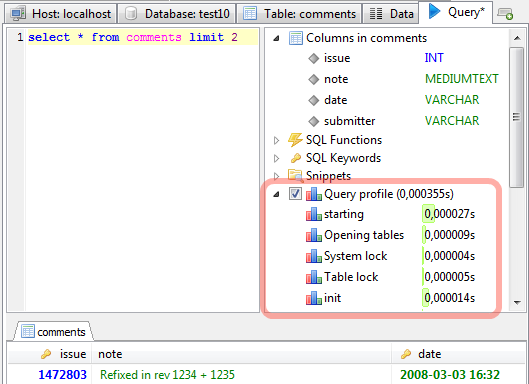 Host: localhost Database: test10 Table: comments Data Query*
1 select * from comments limit 2
Columns in comments
issue INT
note MEDIUMTEXT
date VARCHAR
submitter VARCHAR
SQL Functions
SQL Keywords
Snippets
Query profile (0,000355s)
starting 0,000027s
Opening tables 0,000009s
System lock 0,000004s
Table lock 0,000005s
init 0,000014s
comments
issue note date
1472803 Refixed in rev 1234 + 1235 2008-03-03 16:32